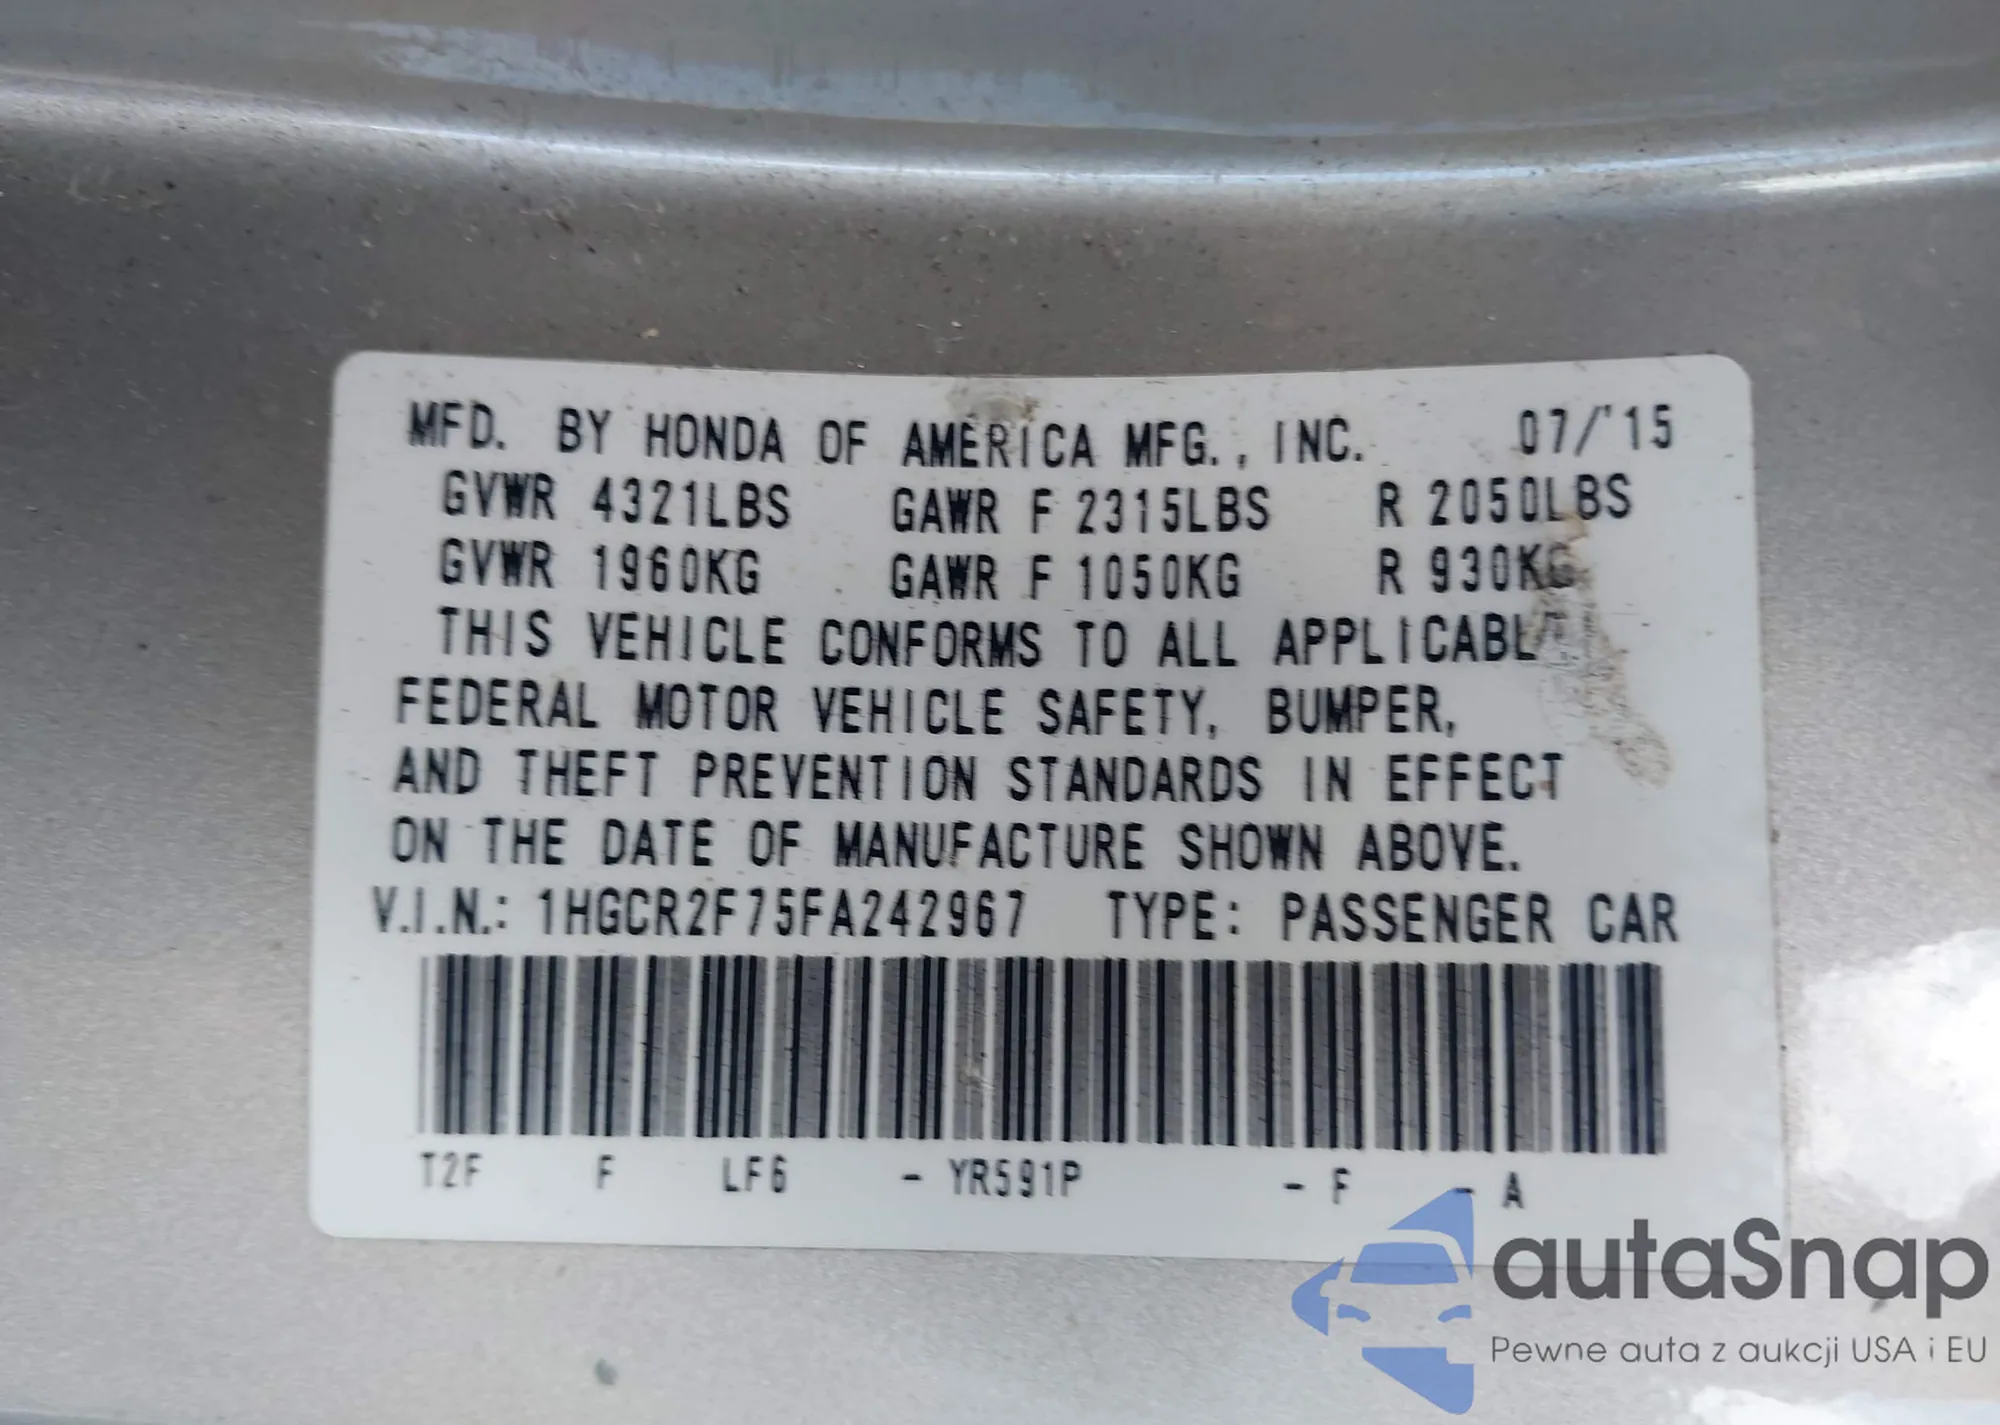 MFD. BY HONDA OF AMERICA MFG., INC. 07/'15
GVWR 4321LBS GAWR F 2315LBS R 2050LBS
GVWR 1960KG GAWR F 1050KG R 930KG
THIS VEHICLE CONFORMS TO ALL APPLICABLE
FEDERAL MOTOR VEHICLE SAFETY, BUMPER,
AND THEFT PREVENTION STANDARDS IN EFFECT
ON THE DATE OF MANUFACTURE SHOWN ABOVE.
V.I.N.: 1HGCR2F75FA242967 TYPE: PASSENGER CAR
T2F F LF6 - YR591P - F - A
autaSnap
Pewne auta z aukcji USA i EU